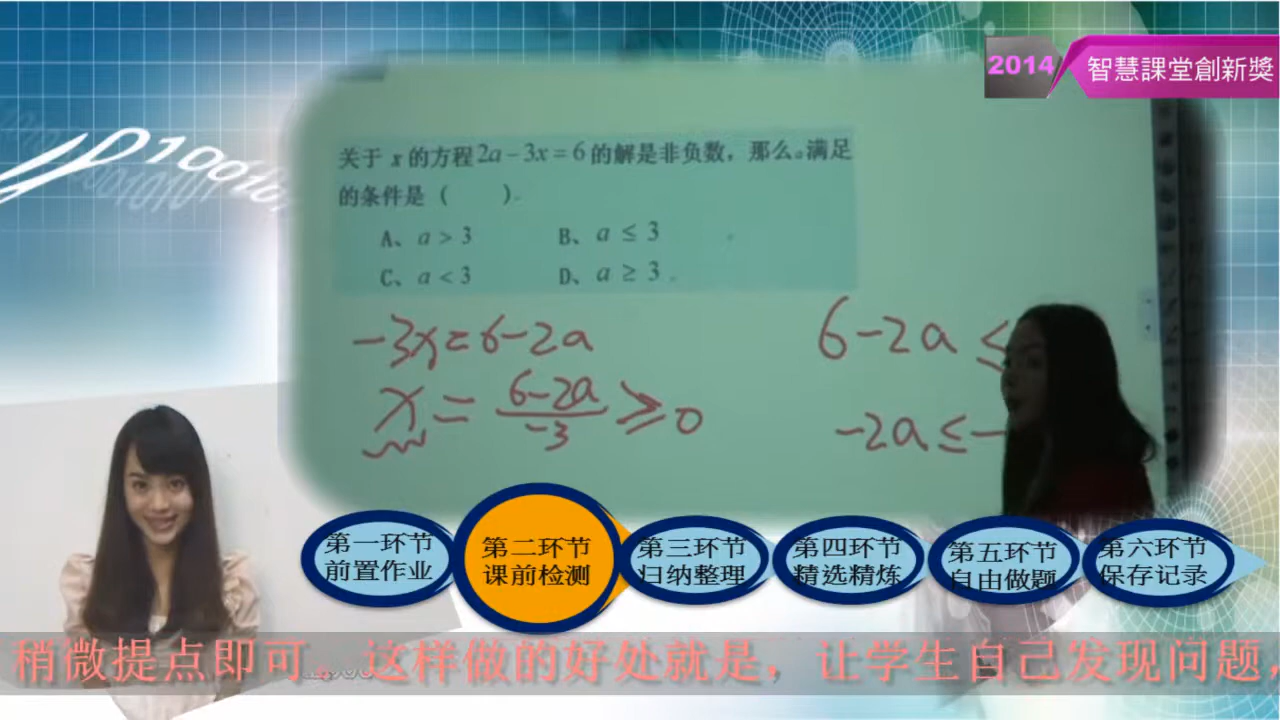 2014 智慧課堂創新獎
关于 x 的方程2a-3x=6的解是非负数，那么a满足
的条件是（ ）.
A、a > 3 B、a ≤ 3
C、a < 3 D、a ≥ 3
-3x=6-2a
x = (6-2a)/-3 ≥ 0
6-2a ≤
-2a ≤ -
第一环节
前置作业
第二环节
课前检测
第三环节
归纳整理
第四环节
精选精炼
第五环节
自由做题
第六环节
保存记录
稍微提点即可。这样做的好处就是，让学生自己发现问题，